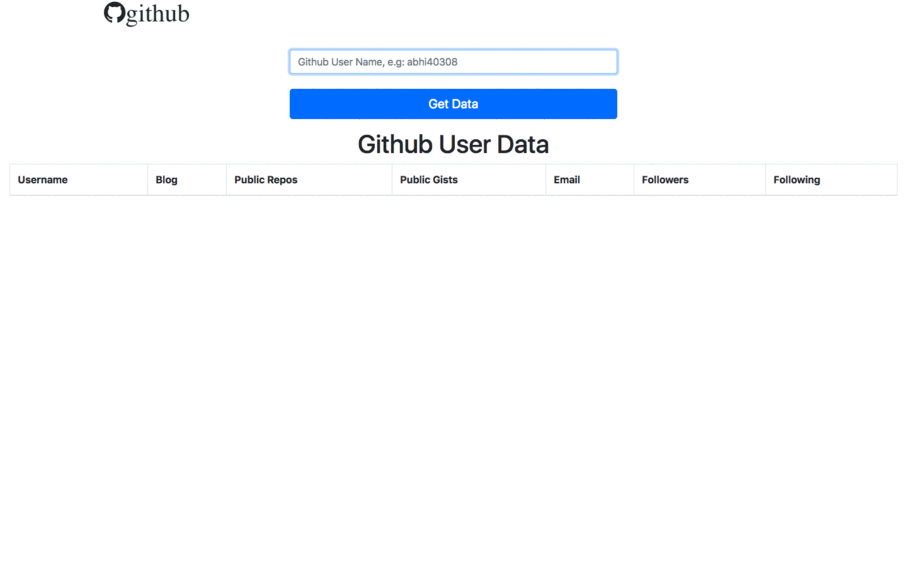 github
Github User Name, e.g: abhi40308
Get Data
Github User Data
Username Blog Public Repos Public Gists Email Followers Following